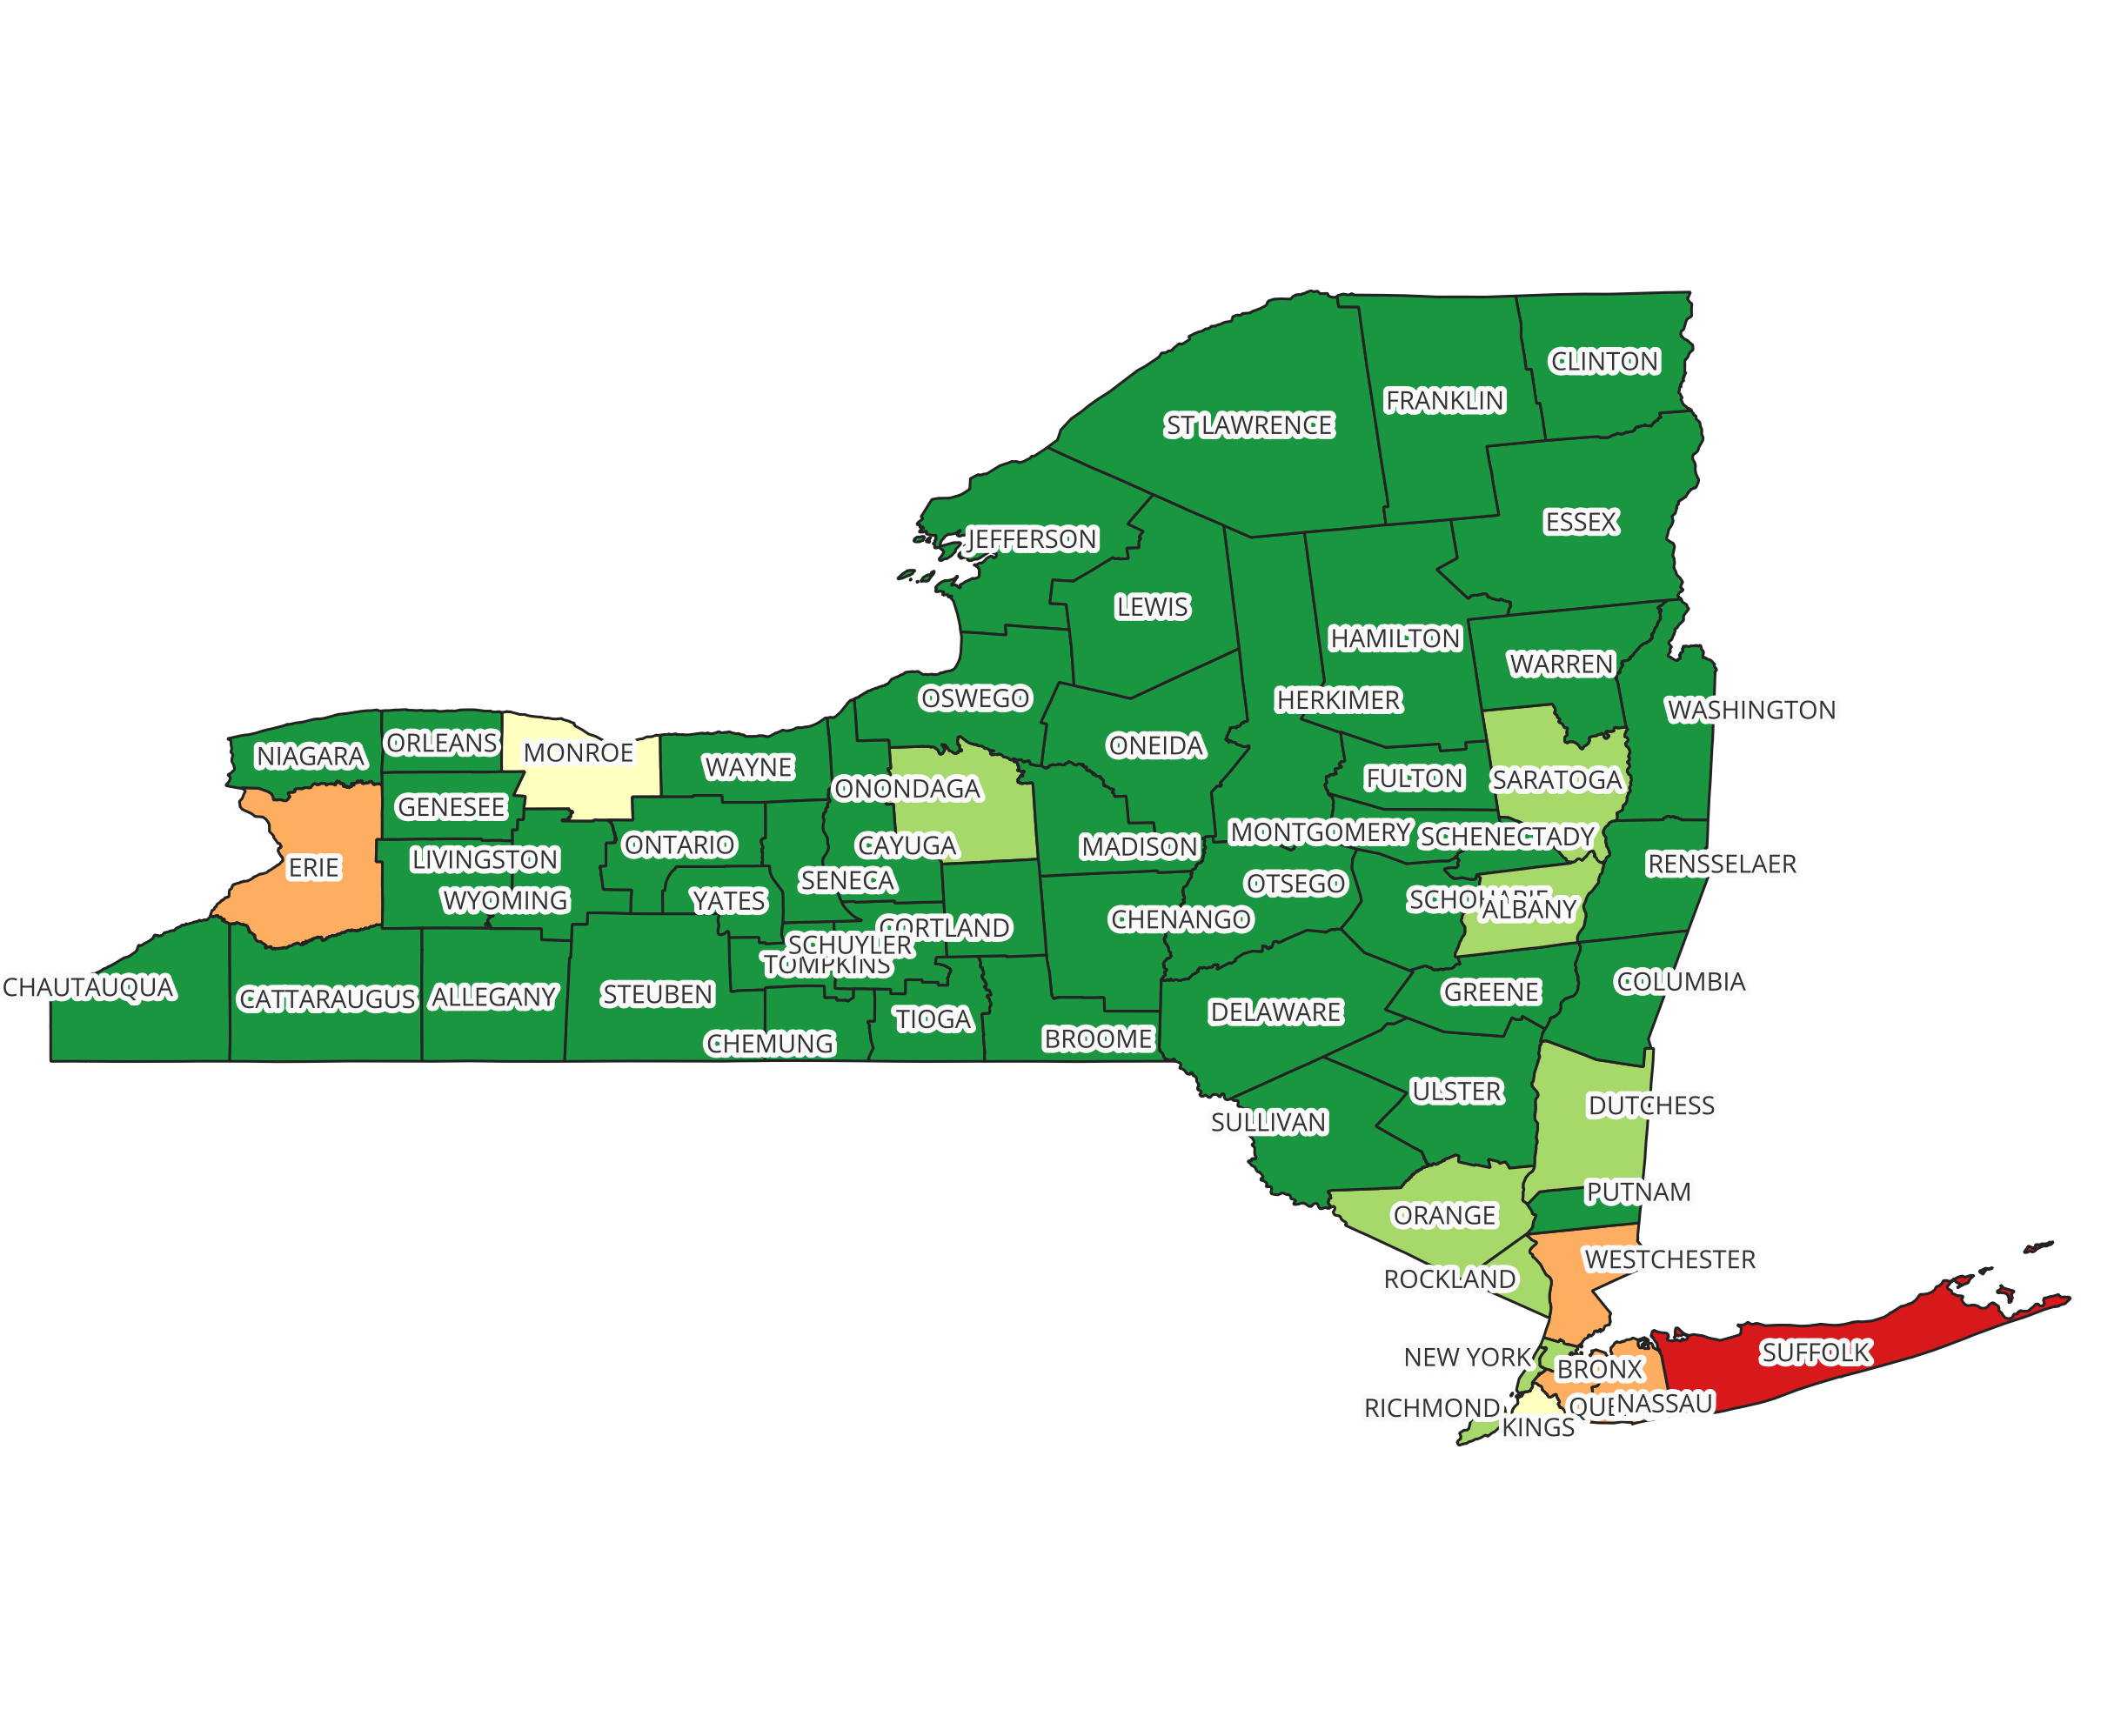 CLINTON
FRANKLIN
ST LAWRENCE
ESSEX
JEFFERSON
LEWIS
HAMILTON
WARREN
OSWEGO
HERKIMER
WASHINGTON
ORLEANS
MONROE
ONEIDA
NIAGARA
WAYNE
FULTON
SARATOGA
ONONDAGA
GENESEE
MONTGOMERY
SCHENECTADY
ONTARIO
CAYUGA
MADISON
LIVINGSTON
RENSSELAER
ERIE
SENECA
OTSEGO
WYOMING
YATES
SCHOHARIE
ALBANY
CHENANGO
CORTLAND
SCHUYLER
TOMPKINS
COLUMBIA
CHAUTAUQUA
CATTARAUGUS
ALLEGANY
STEUBEN
GREENE
DELAWARE
TIOGA
CHEMUNG
BROOME
ULSTER
DUTCHESS
SULLIVAN
PUTNAM
ORANGE
WESTCHESTER
ROCKLAND
SUFFOLK
NEW YORK
BRONX
NASSAU
RICHMOND
KINGS